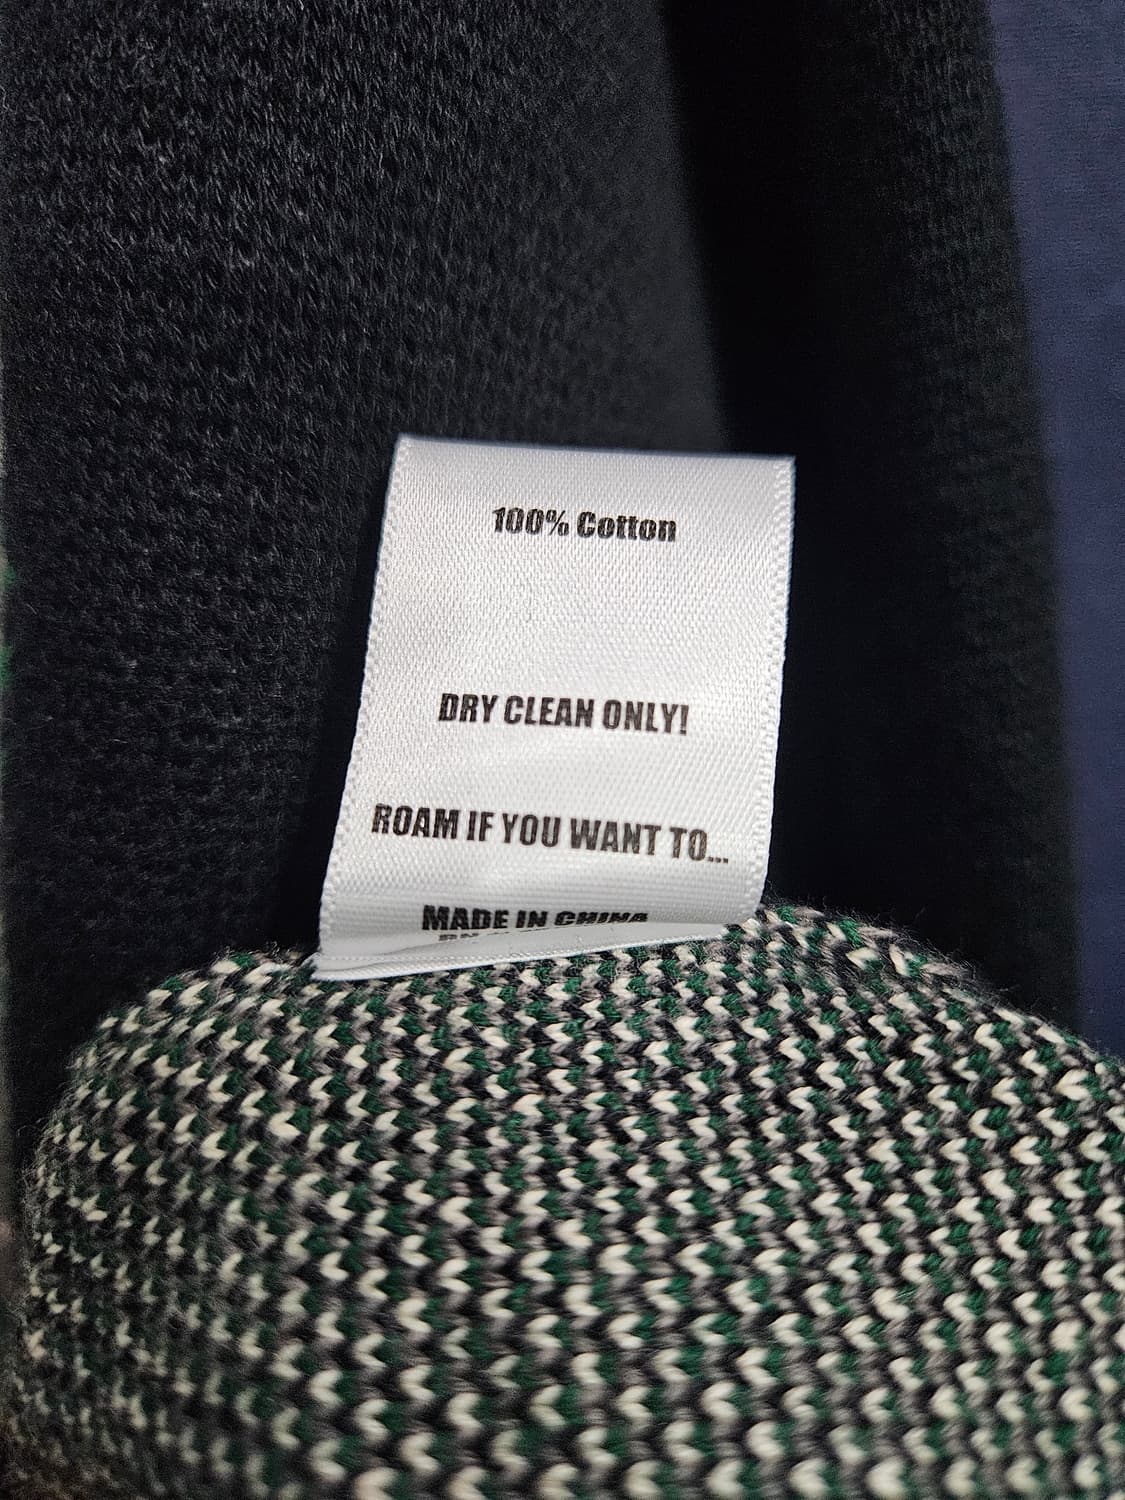 100% Cotton
DRY CLEAN ONLY!
ROAM IF YOU WANT TO...
MADE IN CHINA